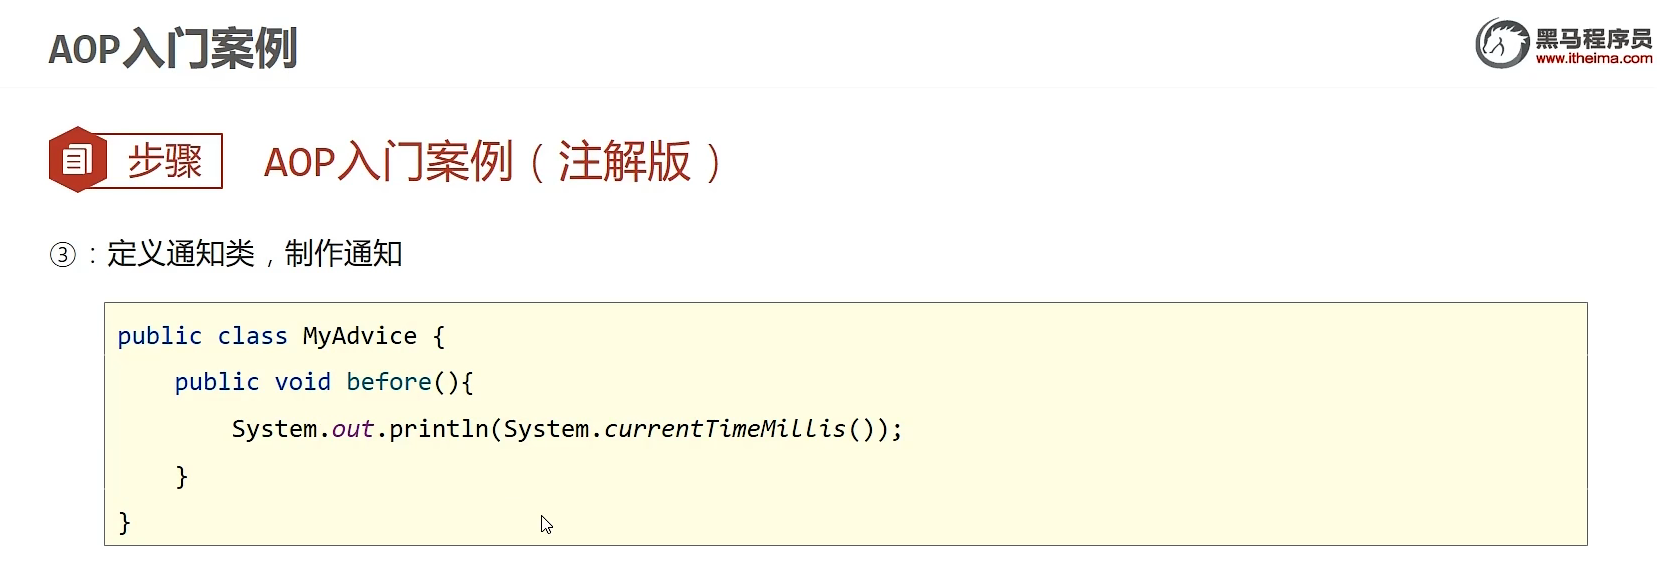 AOP入门案例
黑马程序员
www.itheima.com
步骤
AOP入门案例（注解版）
③：定义通知类，制作通知
public class MyAdvice {
    public void before(){
        System.out.println(System.currentTimeMillis());
    }
}